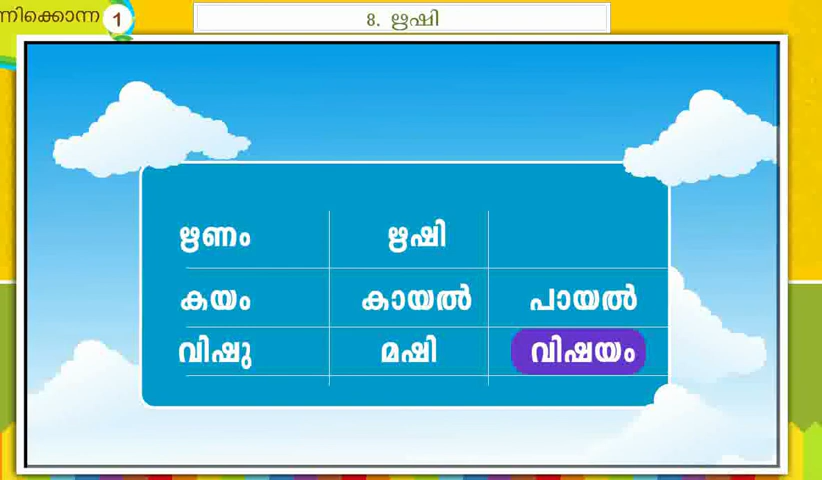 ണിക്കൊന്ന 1
8. ഋഷി
ഋണം ഋഷി
കയം കായൽ പായൽ
വിഷു മഷി വിഷയം